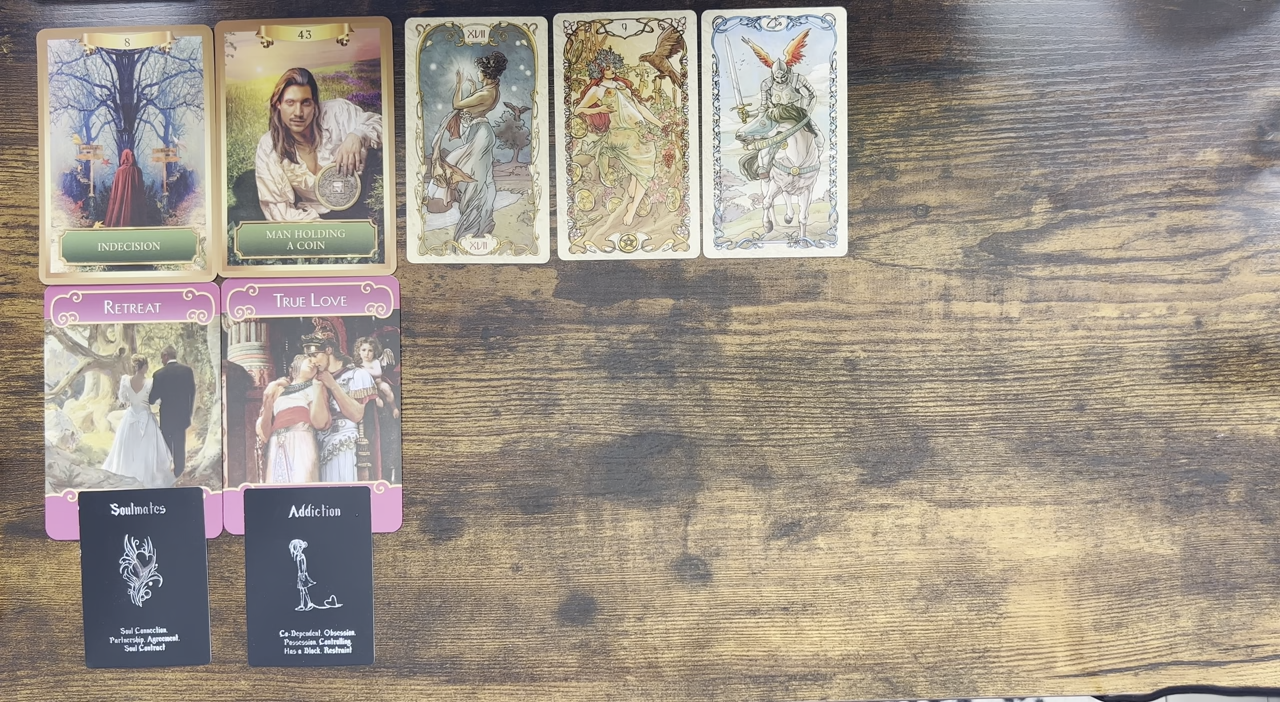 8
43
XVII
9
INDECISION
MAN HOLDING
A COIN
XVII
RETREAT
TRUE LOVE
Soulmates
Addiction
Soul Connection.
Partnership. Agreement.
Soul Contract
Co-Dependent. Obsession.
Possession. Controlling.
Has a Block. Restraint